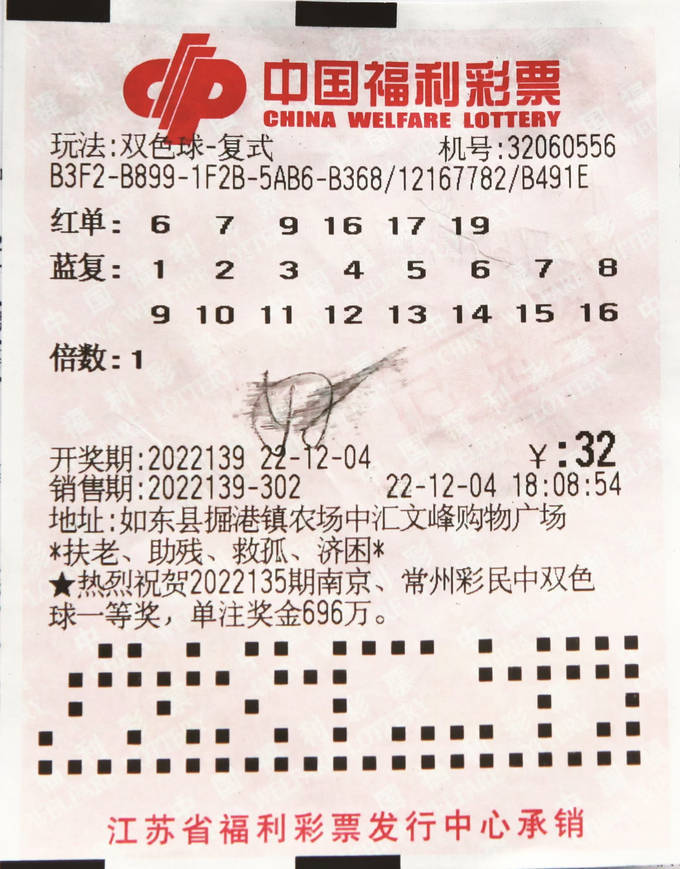 中国福利彩票
CHINA WELFARE LOTTERY
玩法:双色球-复式 机号:32060556
B3F2-B899-1F2B-5AB6-B368/12167782/B491E
红单: 6 7 9 16 17 19
蓝复: 1 2 3 4 5 6 7 8
9 10 11 12 13 14 15 16
倍数:1
开奖期:2022139 22-12-04 ￥:32
销售期:2022139-302 22-12-04 18:08:54
地址:如东县掘港镇农场中汇文峰购物广场
*扶老、助残、救孤、济困*
★热烈祝贺2022135期南京、常州彩民中双色
球一等奖，单注奖金696万。
江苏省福利彩票发行中心承销